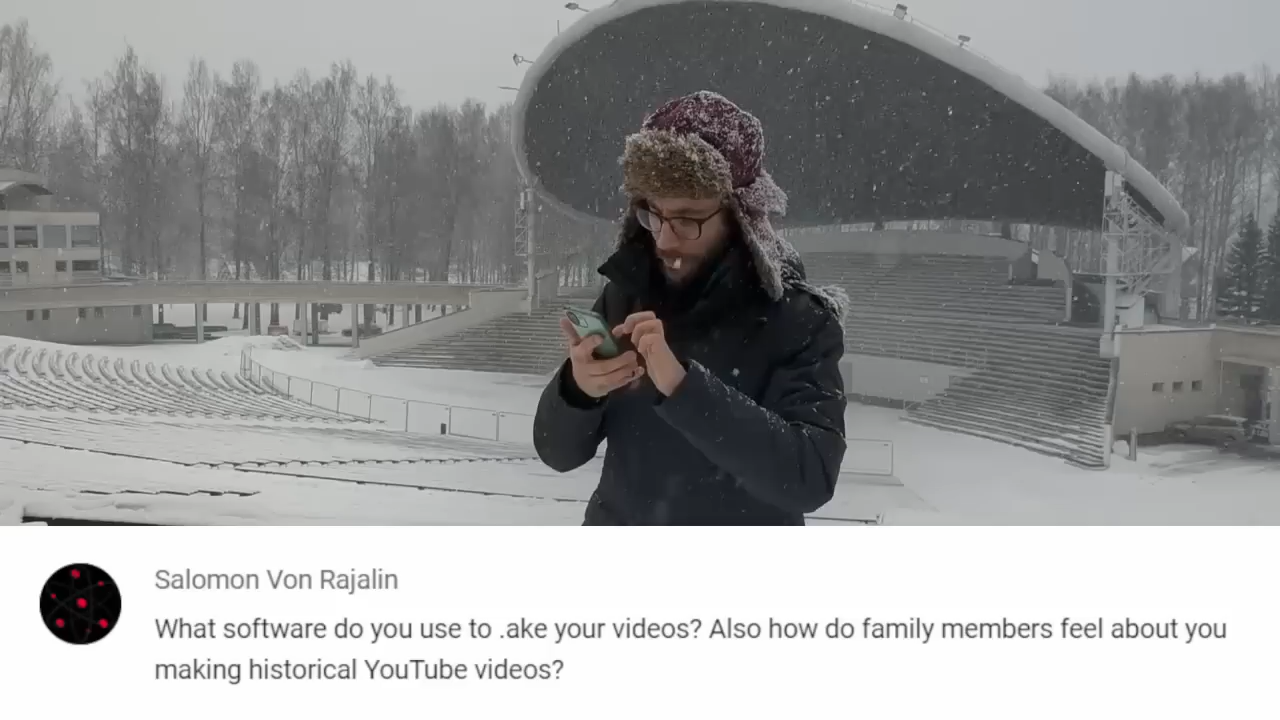 Salomon Von Rajalin
What software do you use to .ake your videos? Also how do family members feel about you
making historical YouTube videos?